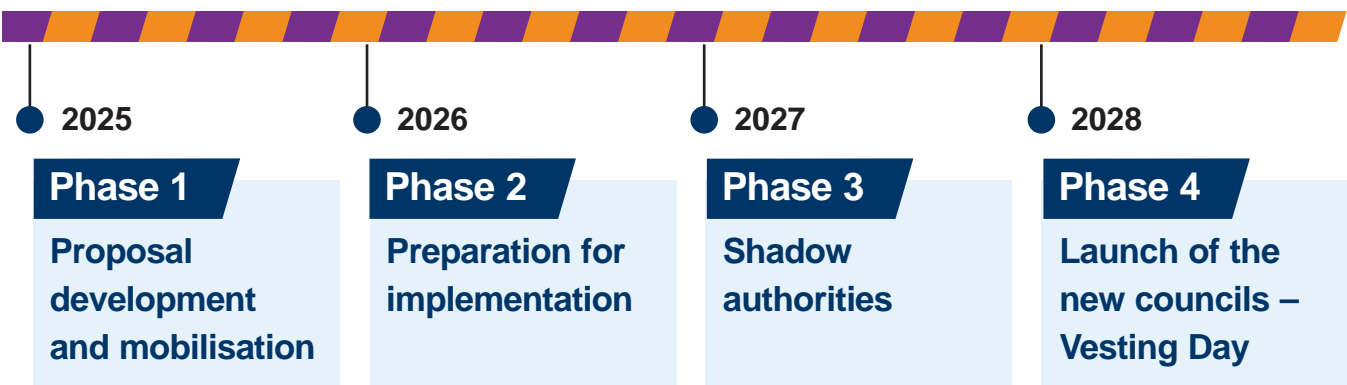 2025
2026
2027
2028
Phase 1
Proposal
development
and mobilisation
Phase 2
Preparation for
implementation
Phase 3
Shadow
authorities
Phase 4
Launch of the
new councils –
Vesting Day